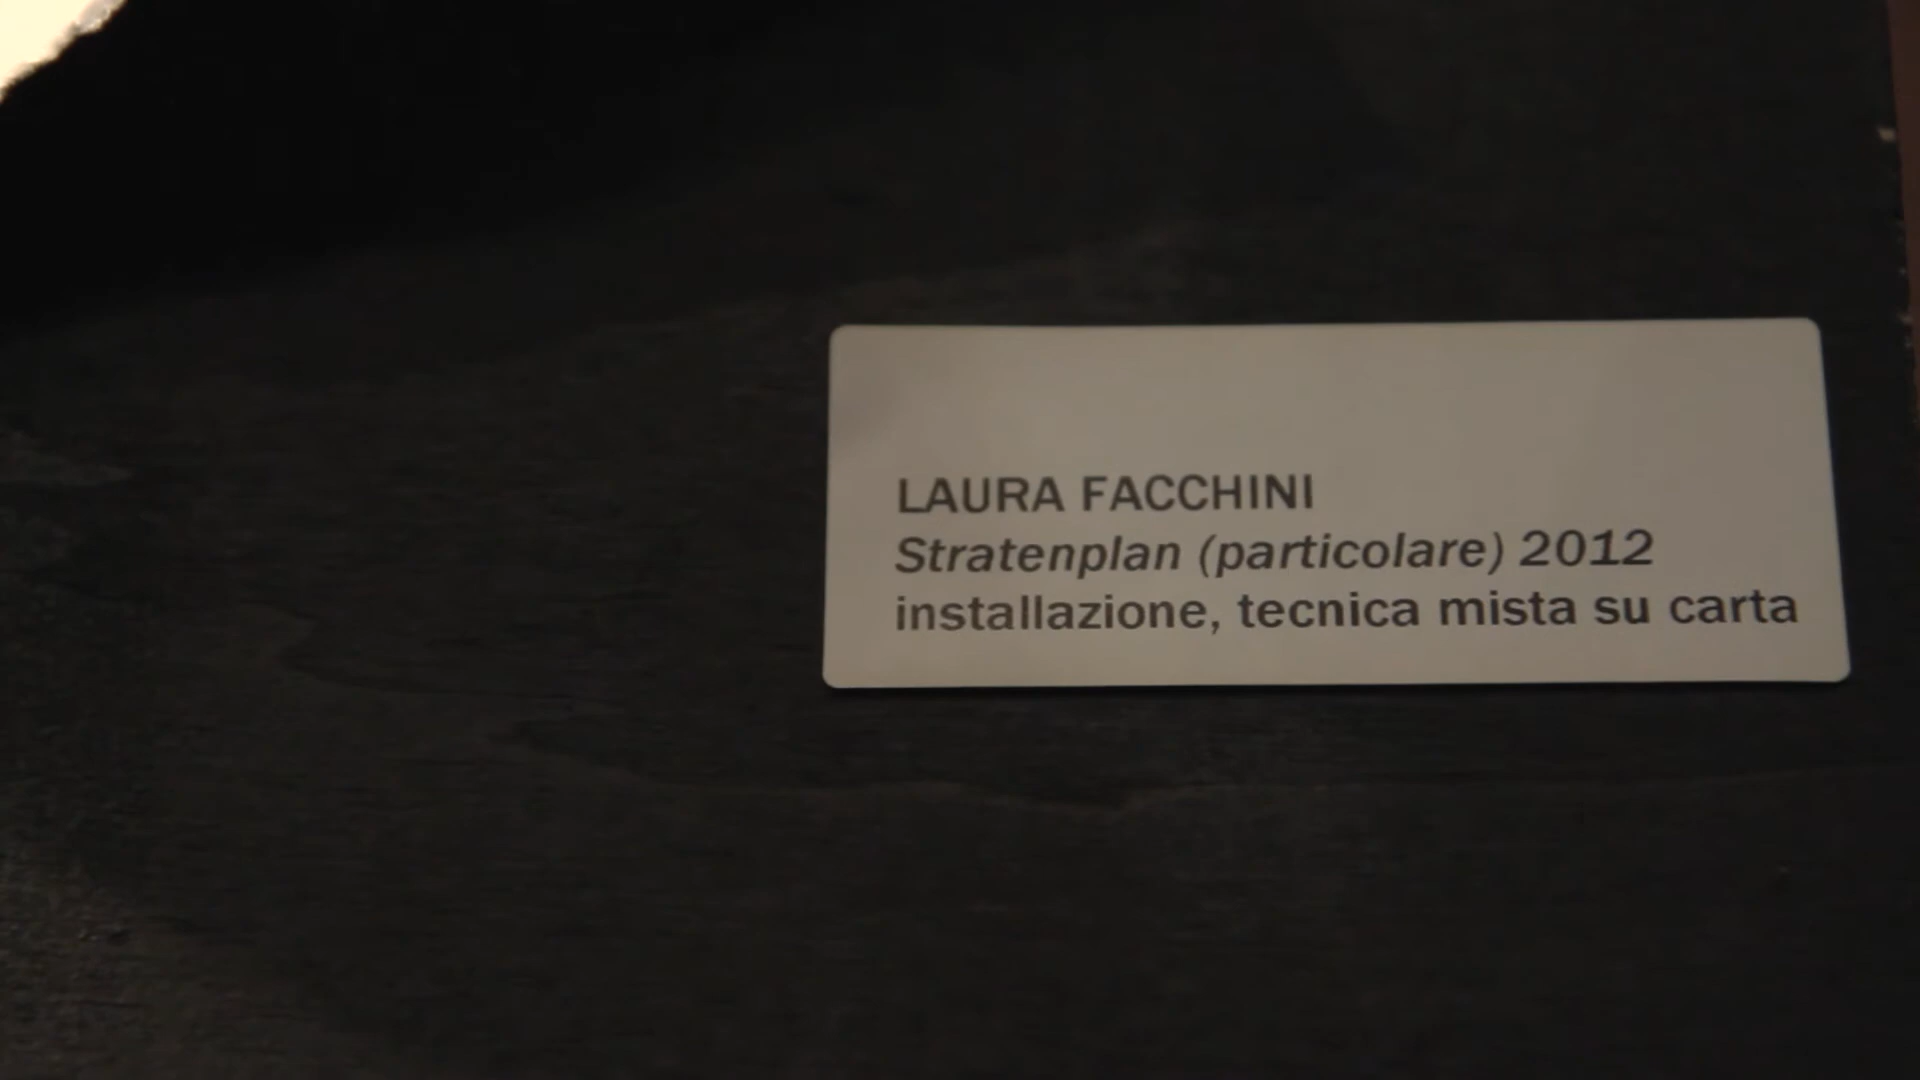 LAURA FACCHINI
Stratenplan (particolare) 2012
installazione, tecnica mista su carta